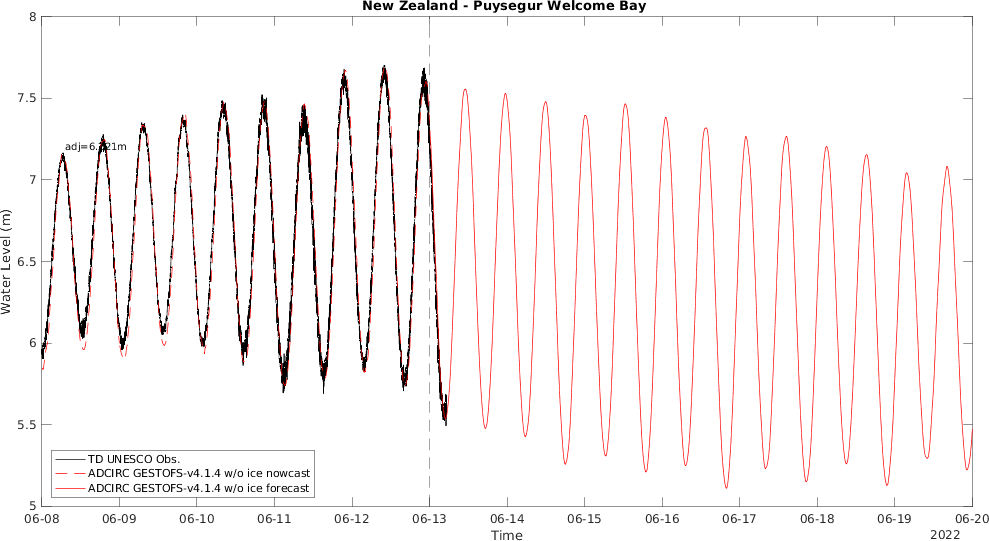 New Zealand - Puysegur Welcome Bay
8
7.5
7
6.5
6
5.5
5
Water Level (m)
TD UNESCO Obs.
ADCIRC GESTOFS-v4.1.4 w/o ice nowcast
ADCIRC GESTOFS-v4.1.4 w/o ice forecast
06-08 06-09 06-10 06-11 06-12 06-13 06-14 06-15 06-16 06-17 06-18 06-19 06-20
Time
2022